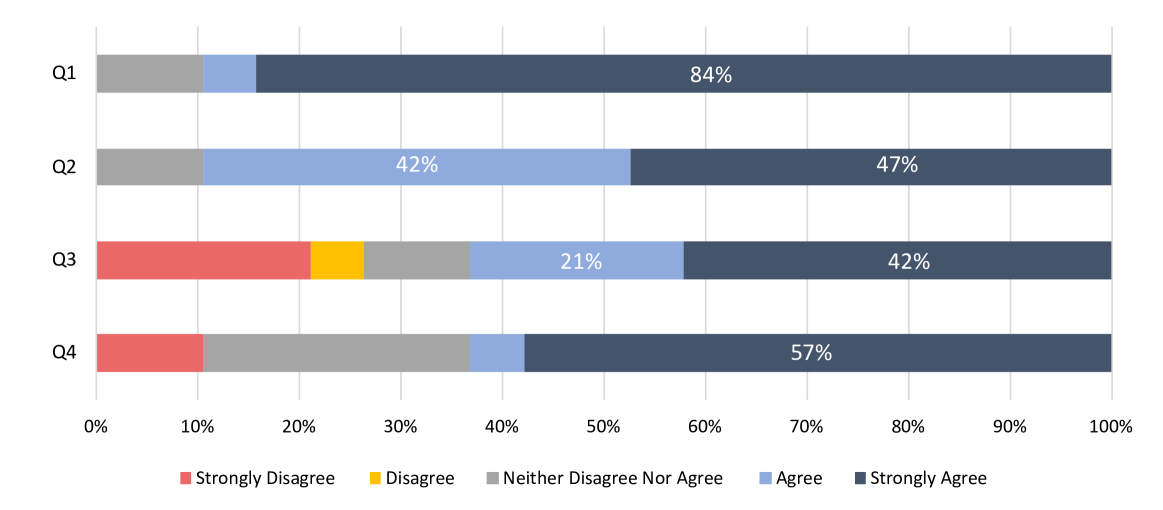 Q1 84%
Q2 42% 47%
Q3 21% 42%
Q4 57%
0% 10% 20% 30% 40% 50% 60% 70% 80% 90% 100%
Strongly Disagree Disagree Neither Disagree Nor Agree Agree Strongly Agree